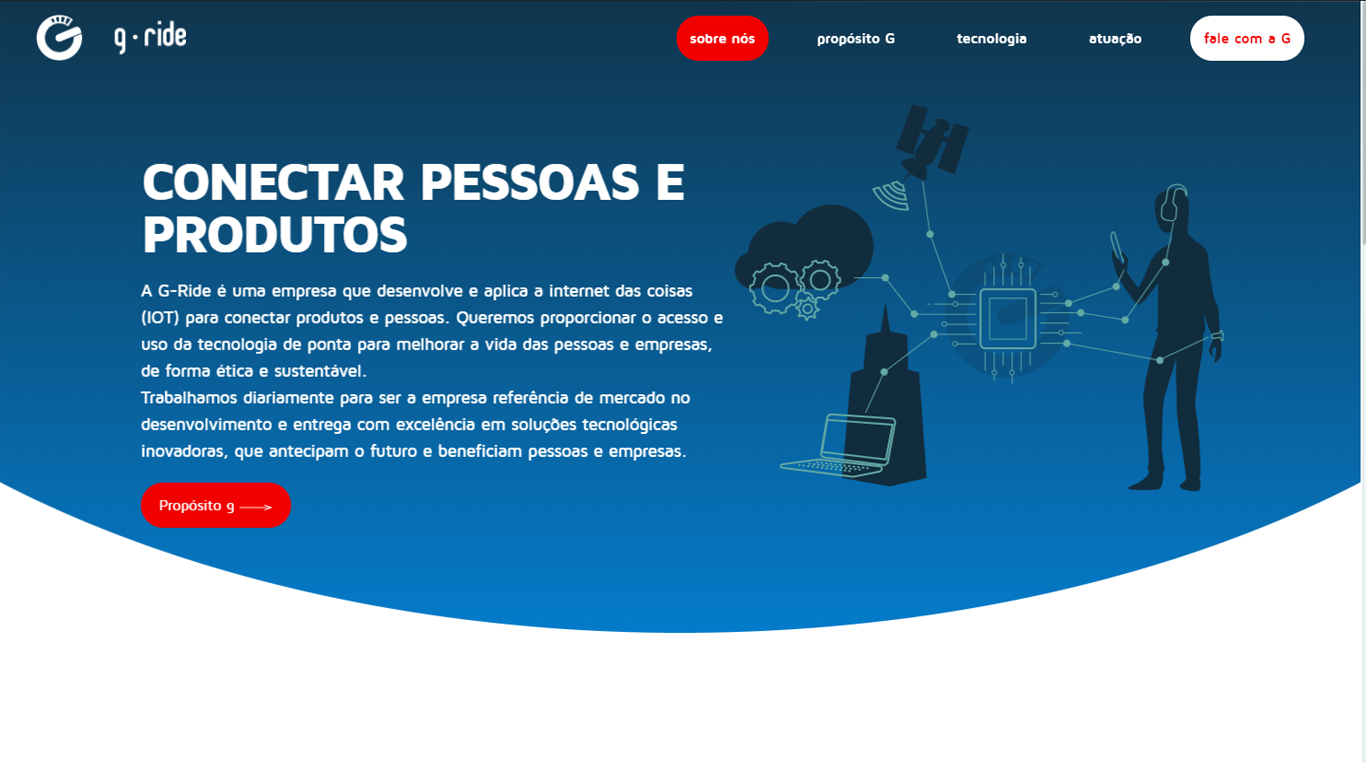 g · ride
sobre nós
propósito G
tecnologia
atuação
fale com a G
CONECTAR PESSOAS E
PRODUTOS
A G-Ride é uma empresa que desenvolve e aplica a internet das coisas
(IOT) para conectar produtos e pessoas. Queremos proporcionar o acesso e
uso da tecnologia de ponta para melhorar a vida das pessoas e empresas,
de forma ética e sustentável.
Trabalhamos diariamente para ser a empresa referência de mercado no
desenvolvimento e entrega com excelência em soluções tecnológicas
inovadoras, que antecipam o futuro e beneficiam pessoas e empresas.
Propósito g